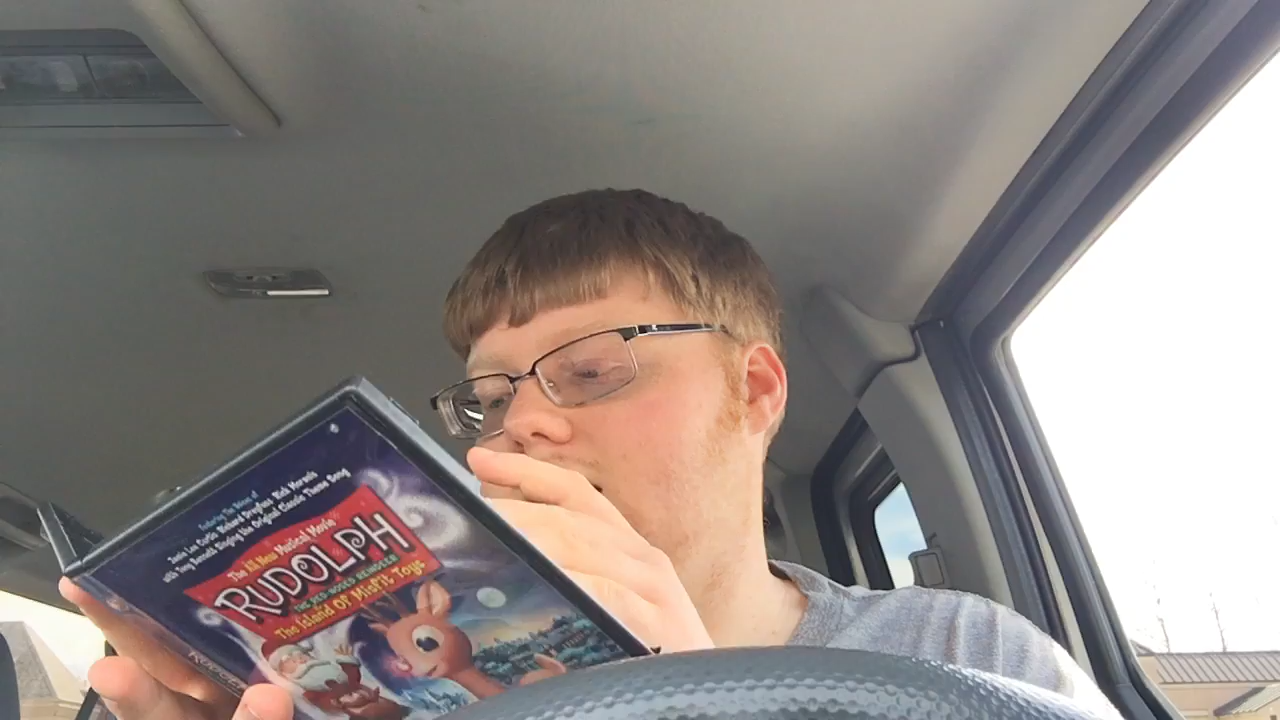 Featuring The Voices of
Jamie Lee Curtis Richard Dreyfuss Rick Moranis
with Tony Bennett Singing the Original Classic Theme Song
The All-New Musical Movie
RUDOLPH
THE RED-NOSED REINDEER
The Island Of Misfit Toys